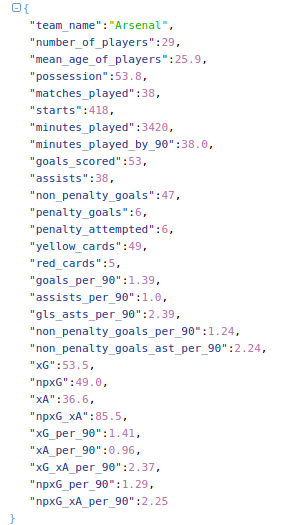 {
"team_name":"Arsenal",
"number_of_players":29,
"mean_age_of_players":25.9,
"possession":53.8,
"matches_played":38,
"starts":418,
"minutes_played":3420,
"minutes_played_by_90":38.0,
"goals_scored":53,
"assists":38,
"non_penalty_goals":47,
"penalty_goals":6,
"penalty_attempted":6,
"yellow_cards":49,
"red_cards":5,
"goals_per_90":1.39,
"assists_per_90":1.0,
"gls_asts_per_90":2.39,
"non_penalty_goals_per_90":1.24,
"non_penalty_goals_ast_per_90":2.24,
"xG":53.5,
"npxG":49.0,
"xA":36.6,
"npxG_xA":85.5,
"xG_per_90":1.41,
"xA_per_90":0.96,
"xG_xA_per_90":2.37,
"npxG_per_90":1.29,
"npxG_xA_per_90":2.25
}